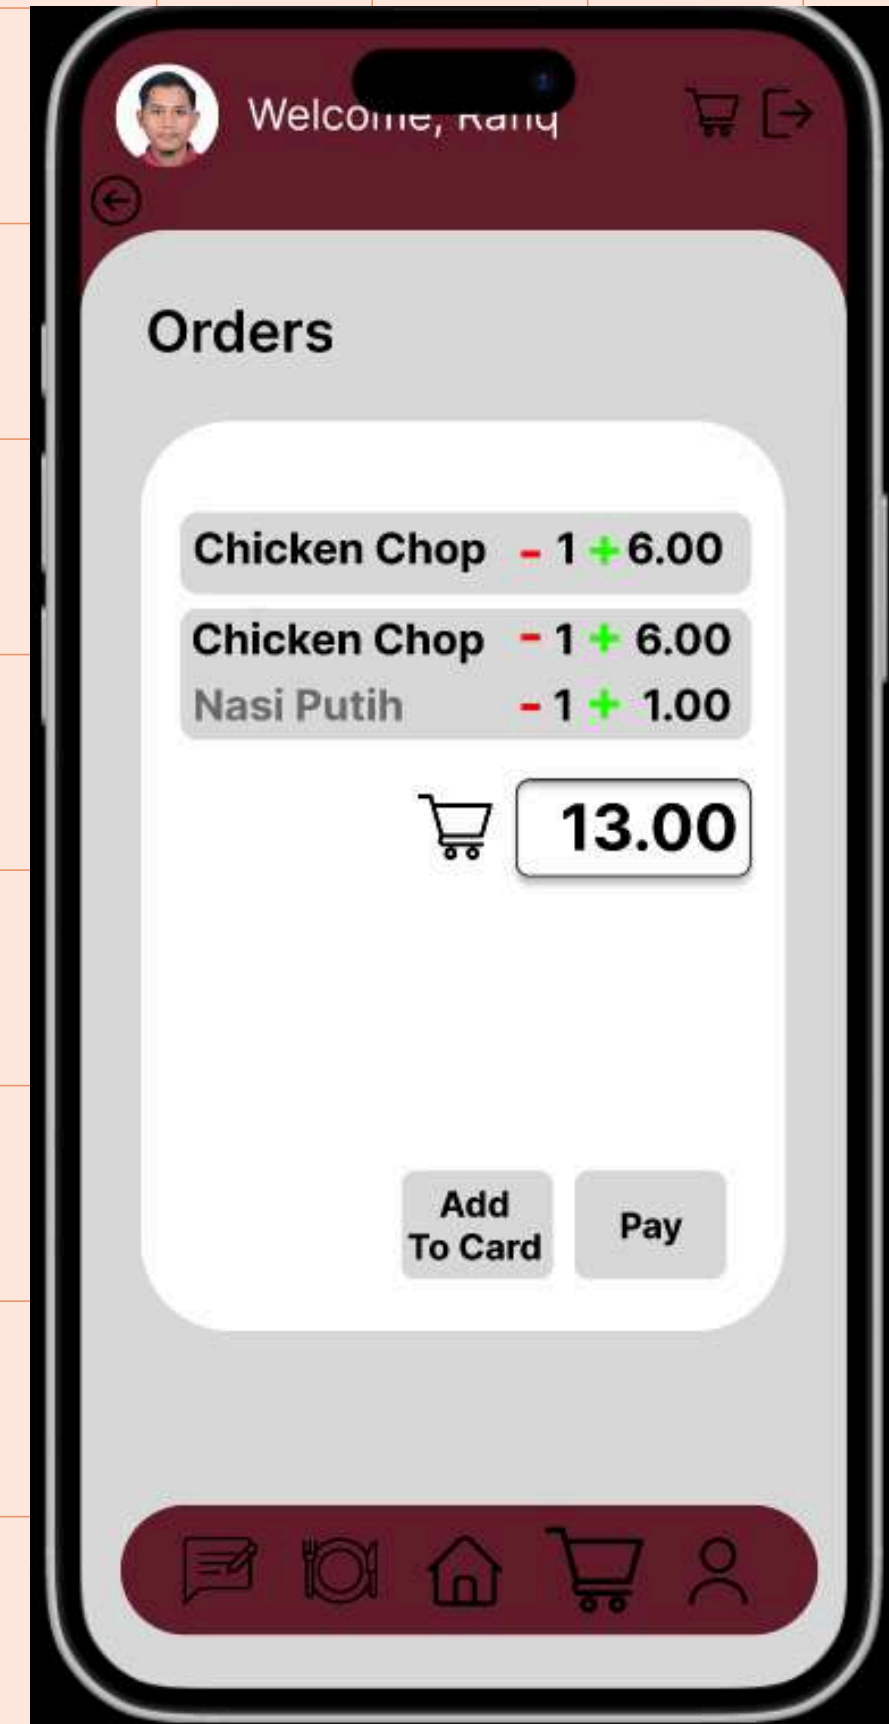 Welcome, Rafiq
Orders
Chicken Chop - 1 + 6.00
Chicken Chop - 1 + 6.00
Nasi Putih - 1 + 1.00
13.00
Add
To Card
Pay